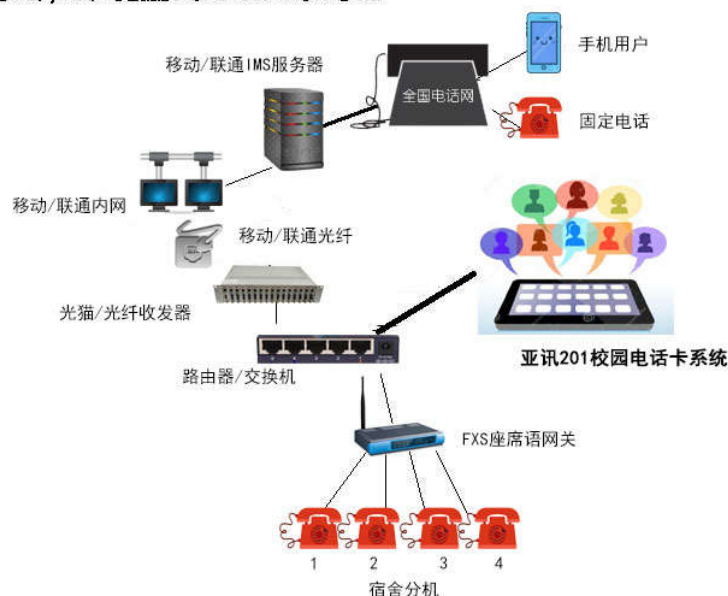 手机用户
移动/联通IMS服务器
全国电话网
固定电话
移动/联通内网
移动/联通光纤
光猫/光纤收发器
亚讯201校园电话卡系统
路由器/交换机
FXS座席语网关
1
2
3
4
宿舍分机